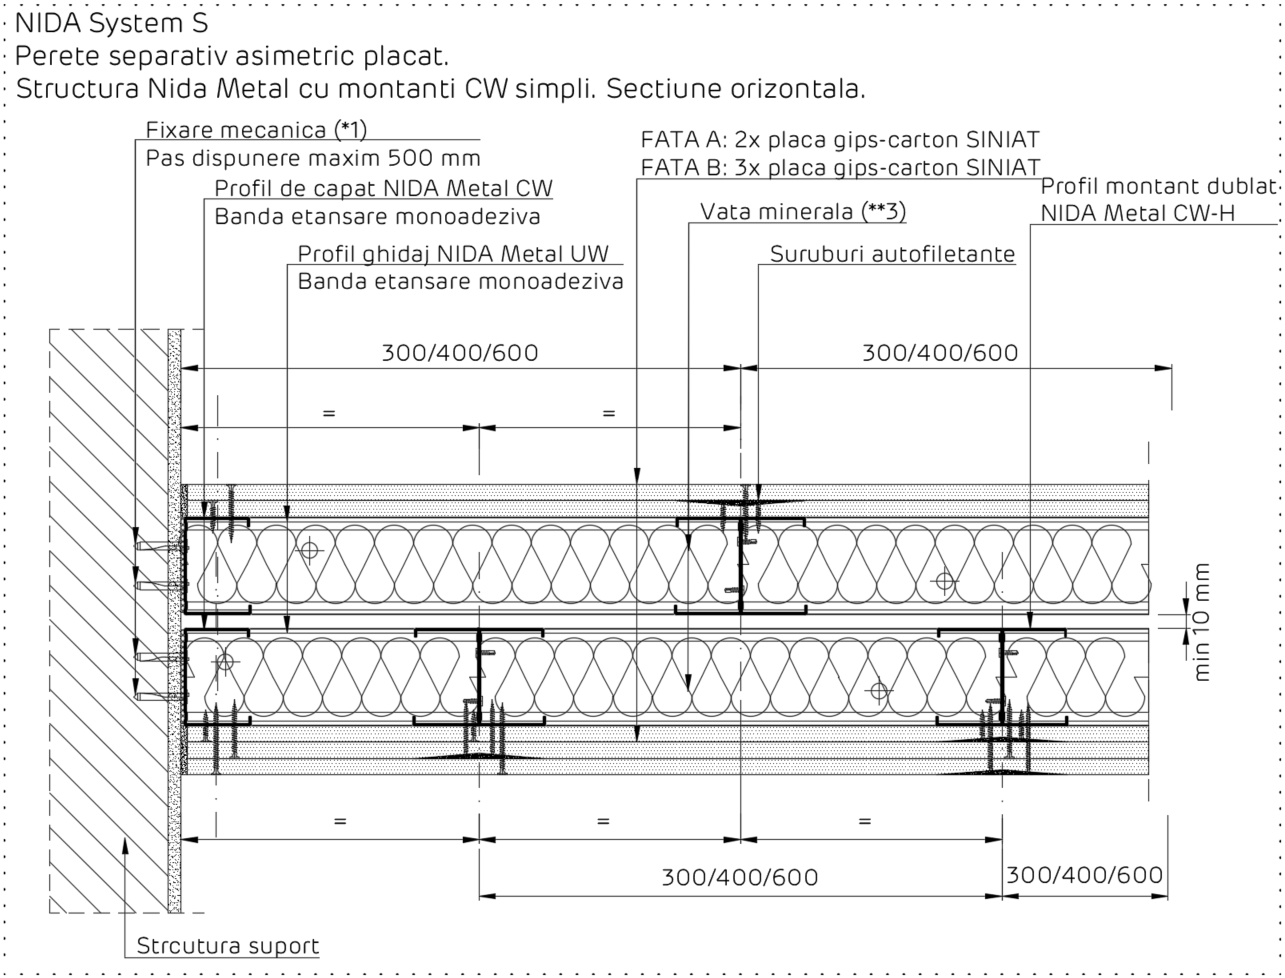 NIDA System S
Perete separativ asimetric placat.
Structura Nida Metal cu montanti CW simpli. Sectiune orizontala.
Fixare mecanica (*1)
Pas dispunere maxim 500 mm
Profil de capat NIDA Metal CW
Banda etansare monoadeziva
Profil ghidaj NIDA Metal UW
Banda etansare monoadeziva
FATA A: 2x placa gips-carton SINIAT
FATA B: 3x placa gips-carton SINIAT
Vata minerala (**3)
Suruburi autofiletante
Profil montant dublat
NIDA Metal CW-H
300/400/600
300/400/600
=
=
min 10 mm
=
=
=
300/400/600
300/400/600
Strcutura suport